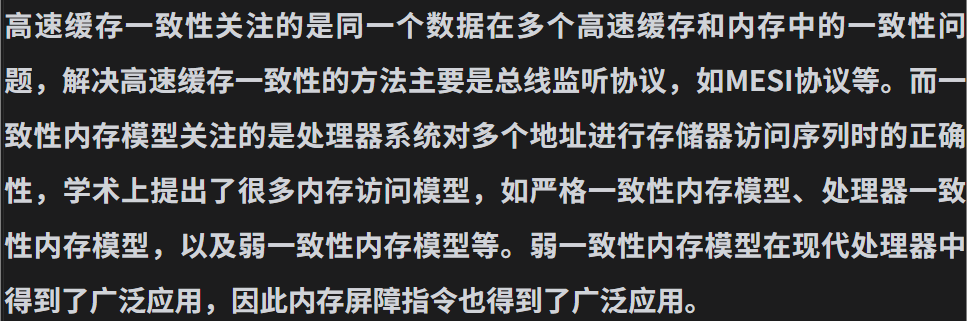 高速缓存一致性关注的是同一个数据在多个高速缓存和内存中的一致性问
题，解决高速缓存一致性的方法主要是总线监听协议，如MESI协议等。而一
致性内存模型关注的是处理器系统对多个地址进行存储器访问序列时的正确
性，学术上提出了很多内存访问模型，如严格一致性内存模型、处理器一致
性内存模型，以及弱一致性内存模型等。弱一致性内存模型在现代处理器中
得到了广泛应用，因此内存屏障指令也得到了广泛应用。